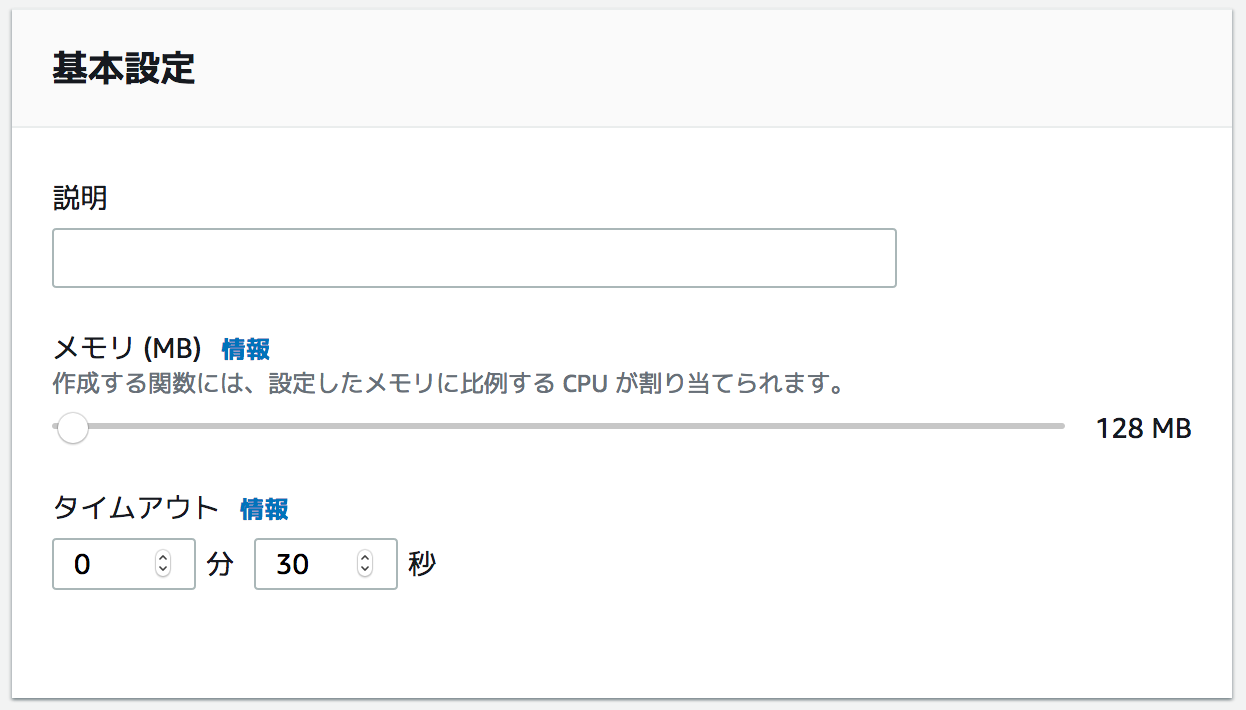 基本設定
説明
メモリ (MB) 情報
作成する関数には、設定したメモリに比例する CPU が割り当てられます。
128 MB
タイムアウト 情報
0 分 30 秒